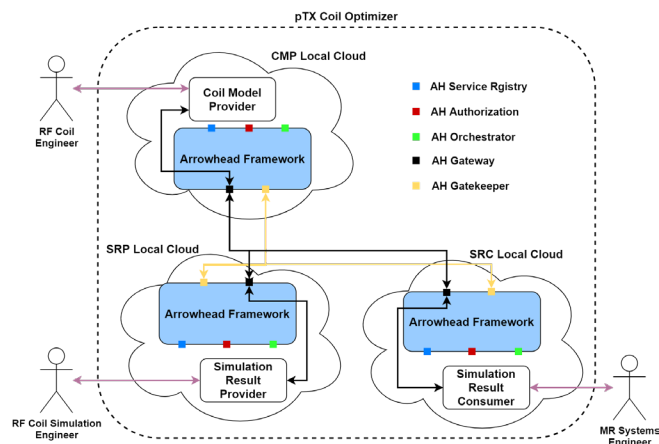 pTX Coil Optimizer
CMP Local Cloud
Coil Model
Provider
AH Service Rgistry
AH Authorization
AH Orchestrator
AH Gateway
AH Gatekeeper
RF Coil
Engineer
Arrowhead Framework
SRP Local Cloud
SRC Local Cloud
Arrowhead Framework
Arrowhead Framework
Simulation
Result
Provider
Simulation
Result
Consumer
RF Coil Simulation
Engineer
MR Systems
Engineer